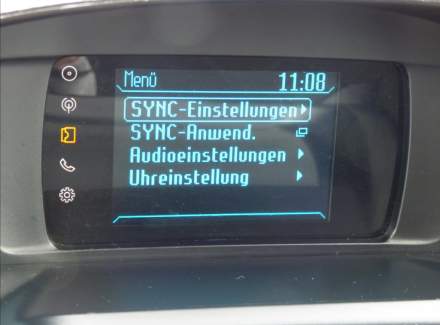 Menü 11:08
SYNC-Einstellungen
SYNC-Anwend.
Audioeinstellungen
Uhreinstellung